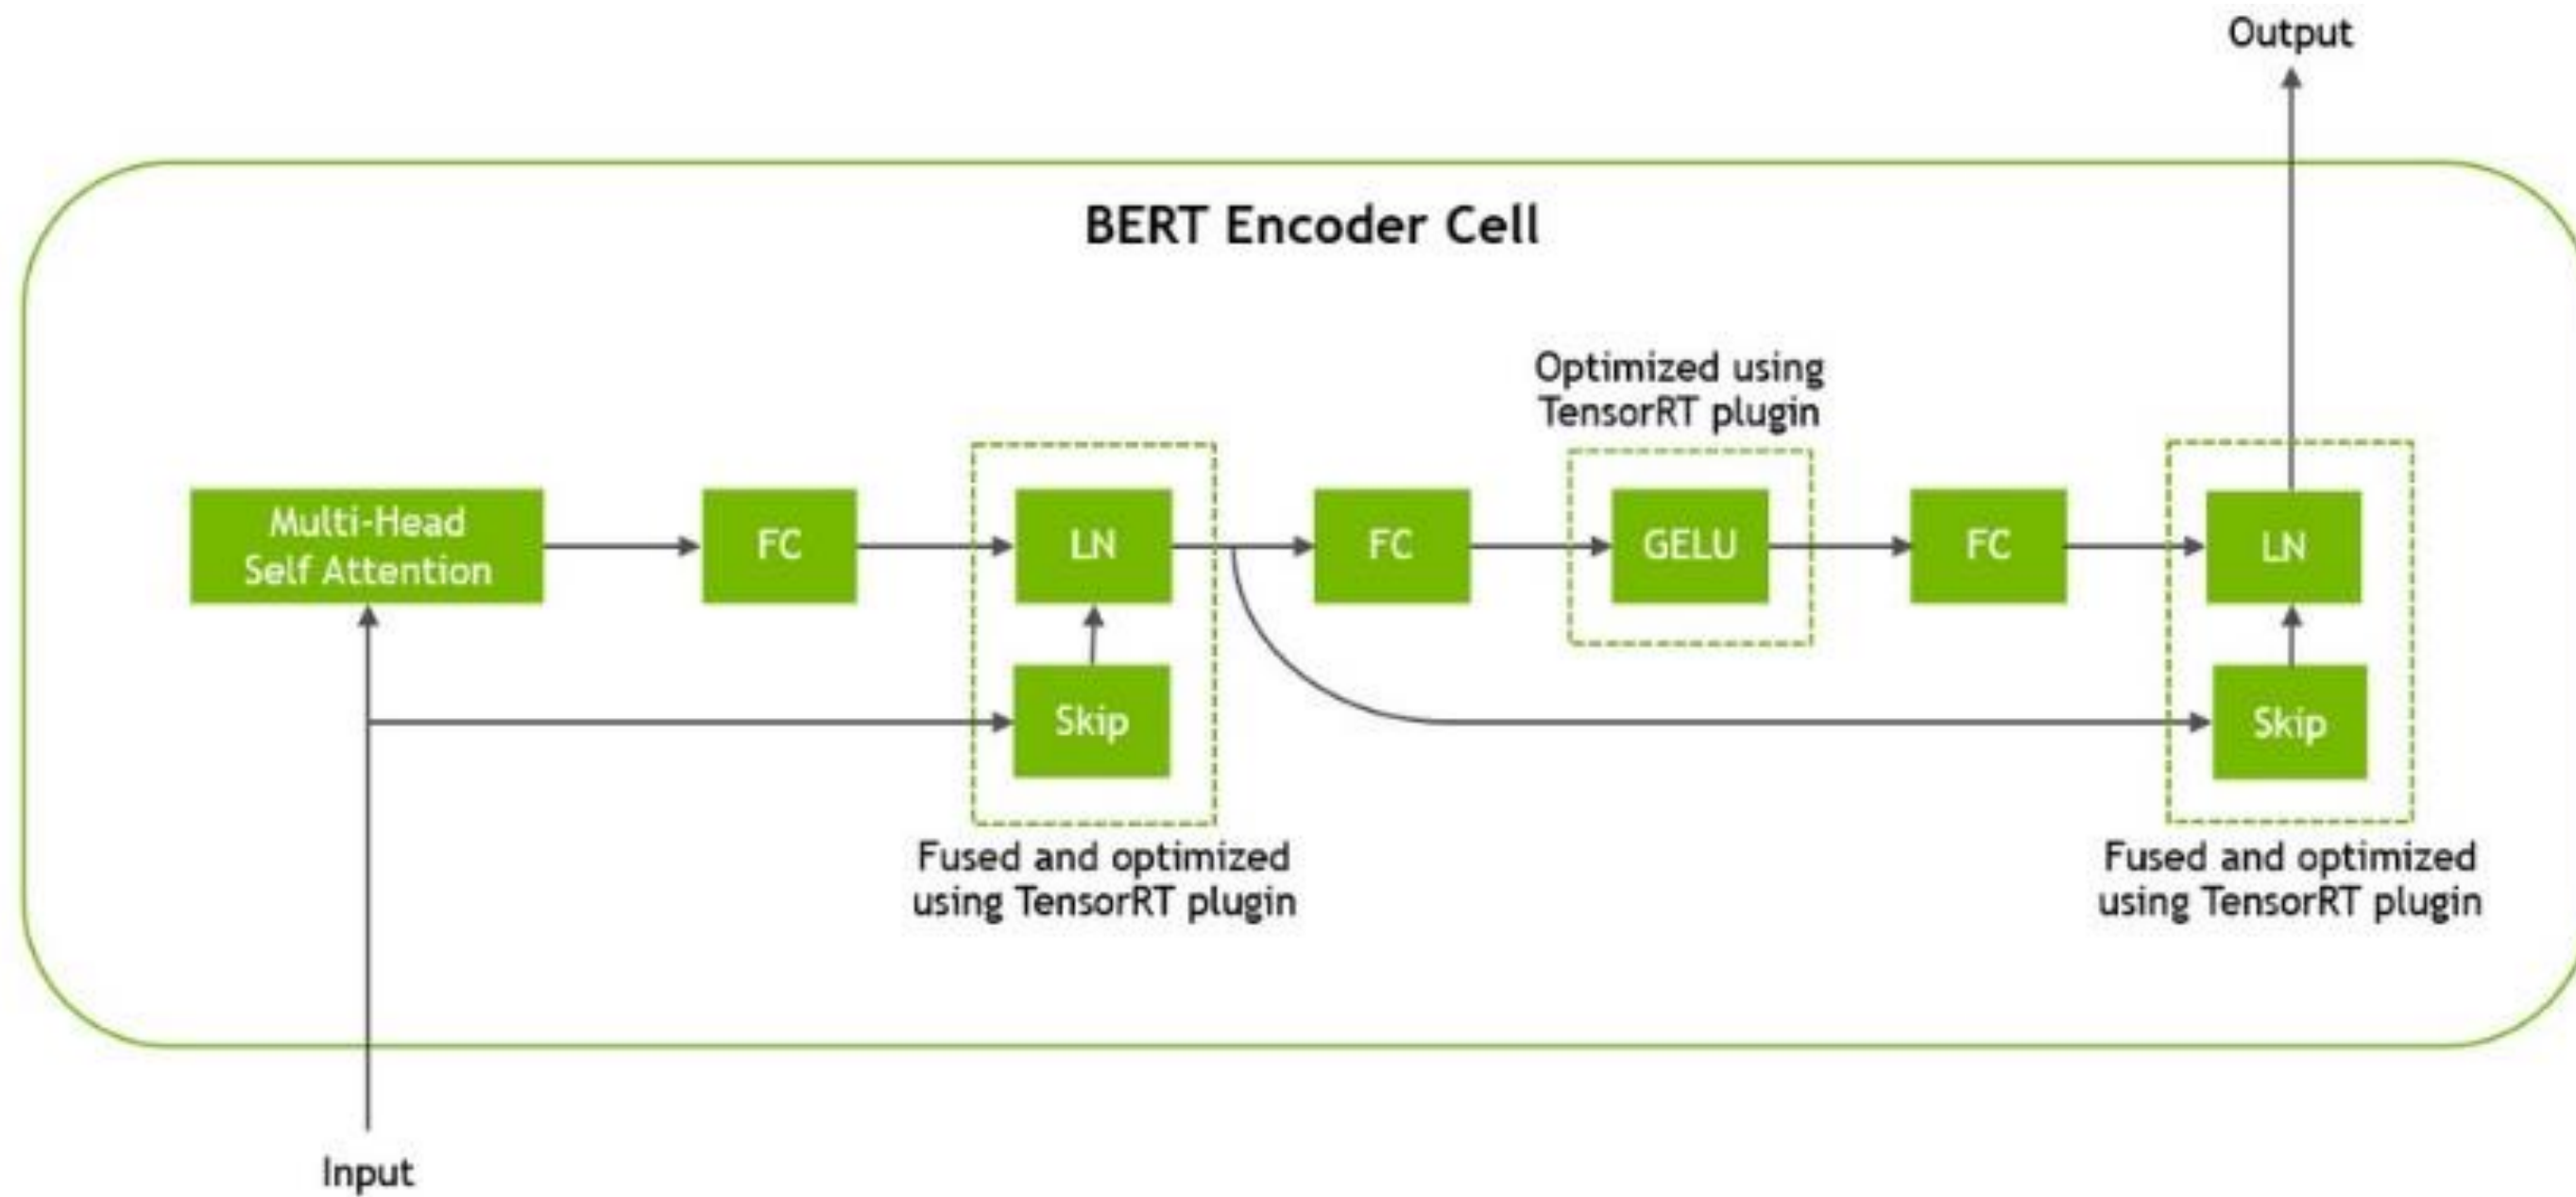 Output
BERT Encoder Cell
Optimized using
TensorRT plugin
Multi-Head
Self Attention
FC
LN
FC
GELU
FC
LN
Skip
Skip
Fused and optimized
using TensorRT plugin
Fused and optimized
using TensorRT plugin
Input